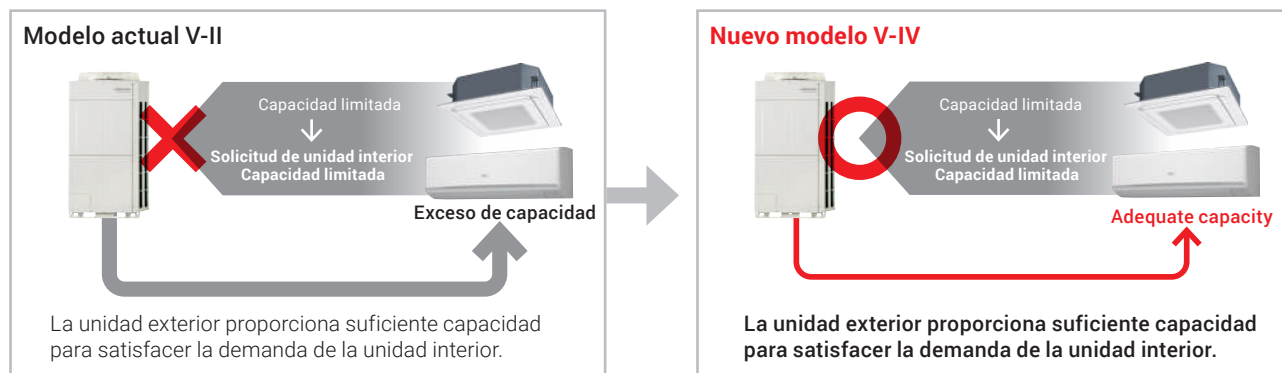 Modelo actual V-II
Capacidad limitada
Solicitud de unidad interior
Capacidad limitada
Exceso de capacidad
La unidad exterior proporciona suficiente capacidad
para satisfacer la demanda de la unidad interior.
Nuevo modelo V-IV
Capacidad limitada
Solicitud de unidad interior
Capacidad limitada
Adequate capacity
La unidad exterior proporciona suficiente capacidad
para satisfacer la demanda de la unidad interior.